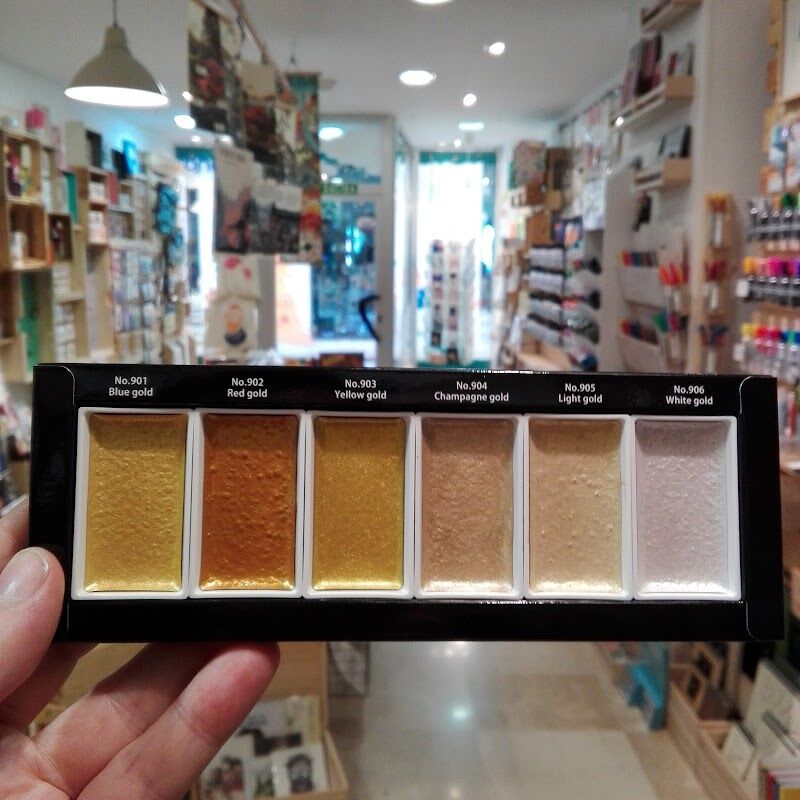 No.901
Blue gold
No.902
Red gold
No.903
Yellow gold
No.904
Champagne gold
No.905
Light gold
No.906
White gold